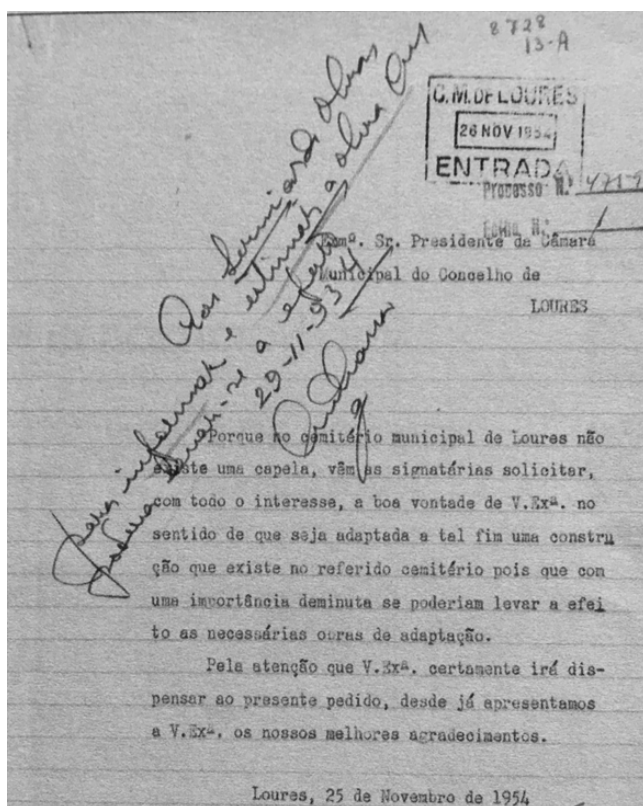 8728
13-A
C.M.DE LOURES
26 NOV 1954
ENTRADA
Processo N.º 471-
Folha N.º 1
Exmº. Sr. Presidente da Câmara
Municipal do Concelho de
LOURES
Aos Serviços de Obras
para informar e estimar a obra
a efeito
29-11-954
Porque no cemitério municipal de Loures não
existe uma capela, vêm as signatárias solicitar,
com todo o interesse, a boa vontade de V.Exª. no
sentido de que seja adaptada a tal fim uma constru
ção que existe no referido cemitério pois que com
uma importância deminuta se poderiam levar a efei
to as necessárias obras de adaptação.
Pela atenção que V.Exª. certamente irá dis-
pensar ao presente pedido, desde já apresentamos
a V.Exª. os nossos melhores agradecimentos.
Loures, 25 de Novembro de 1954